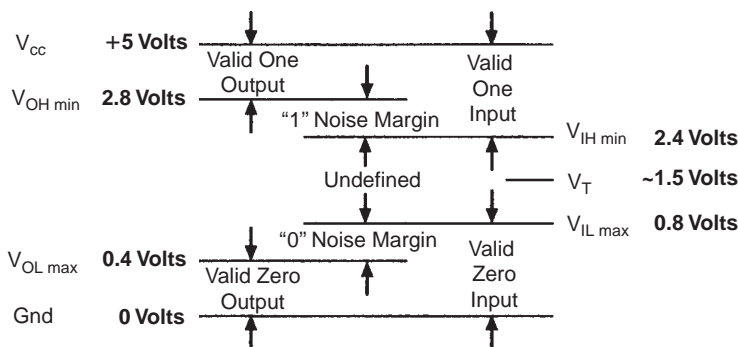 Vcc +5 Volts
Valid One Output
Valid One Input
VOH min 2.8 Volts
"1" Noise Margin
VIH min 2.4 Volts
Undefined
VT ~1.5 Volts
VIL max 0.8 Volts
"0" Noise Margin
VOL max 0.4 Volts
Valid Zero Output
Valid Zero Input
Gnd 0 Volts